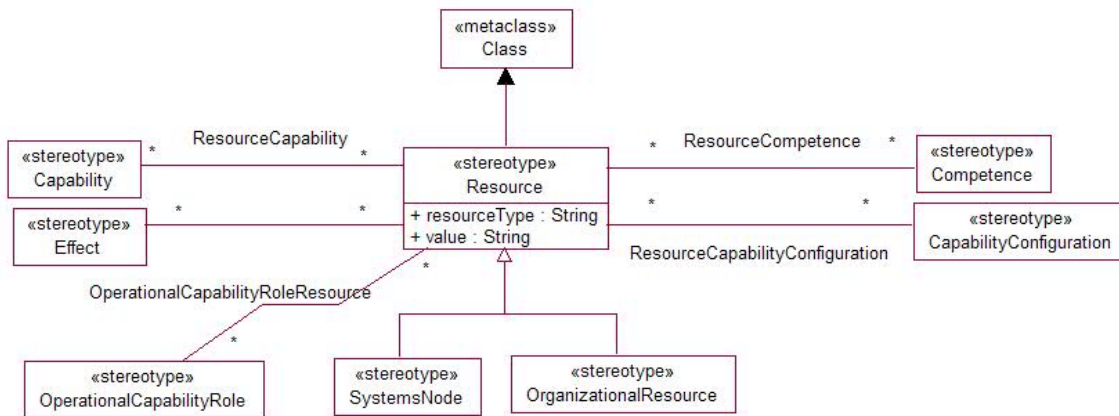 «metaclass»
Class
ResourceCapability
ResourceCompetence
*
*
*
*
«stereotype»
Capability
«stereotype»
Resource
«stereotype»
Competence
+ resourceType : String
+ value : String
*
*
*
*
«stereotype»
Effect
«stereotype»
CapabilityConfiguration
ResourceCapabilityConfiguration
*
OperationalCapabilityRoleResource
*
«stereotype»
OperationalCapabilityRole
«stereotype»
SystemsNode
«stereotype»
OrganizationalResource